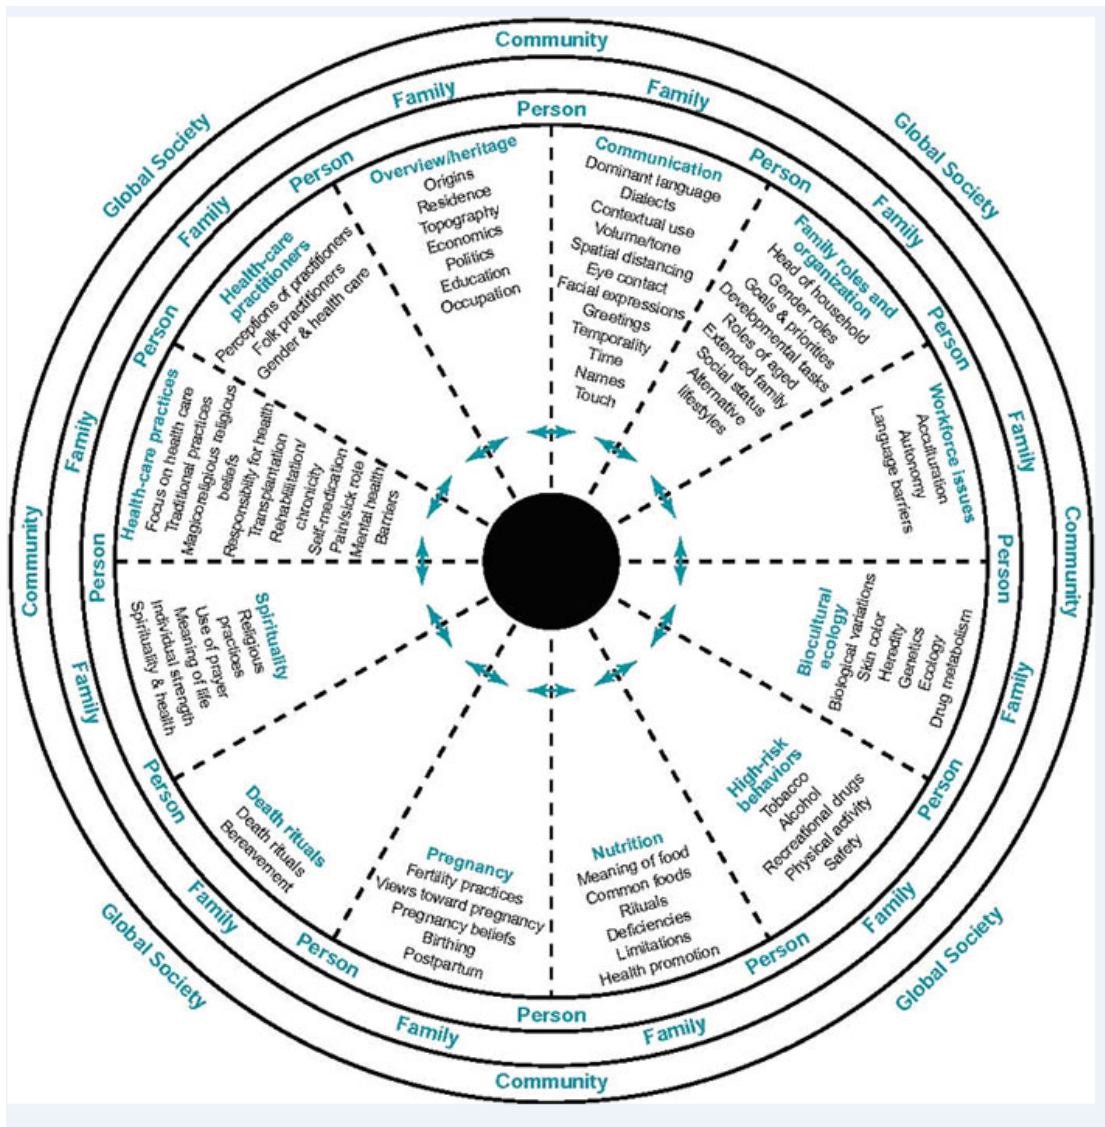 Community
Global Society
Global Society
Community
Community
Global Society
Global Society
Community
Family
Family
Family
Family
Family
Family
Family
Family
Family
Family
Family
Family
Person
Person
Person
Person
Person
Person
Person
Person
Person
Person
Person
Person
Overview/heritage
Origins
Residence
Topography
Economics
Politics
Education
Occupation
Communication
Dominant language
Dialects
Contextual use
Volume/tone
Spatial distancing
Eye contact
Facial expressions
Greetings
Temporality
Time
Names
Touch
Family roles and
organization
Head of household
Gender roles
Goals & priorities
Developmental tasks
Roles of aged
Extended family
Social status
Alternative
lifestyles
Workforce issues
Acculturation
Autonomy
Language barriers
Biocultural
ecology
Biological variations
Skin color
Heredity
Genetics
Ecology
Drug metabolism
High-risk
behaviors
Tobacco
Alcohol
Recreational drugs
Physical activity
Safety
Nutrition
Meaning of food
Common foods
Rituals
Deficiencies
Limitations
Health promotion
Pregnancy
Fertility practices
Views toward pregnancy
Pregnancy beliefs
Birthing
Postpartum
Death rituals
Death rituals
Bereavement
Spirituality
Religious
practices
Use of prayer
Meaning of life
Individual strength
Spirituality & health
Health-care practices
Focus on health care
Traditional practices
Magicoreligious religious
beliefs
Responsibility for health
Transplantation
Rehabilitation/
chronicity
Self-medication
Pain/sick role
Mental health
Barriers
Health-care
practitioners
Perceptions of practitioners
Folk practitioners
Gender & health care